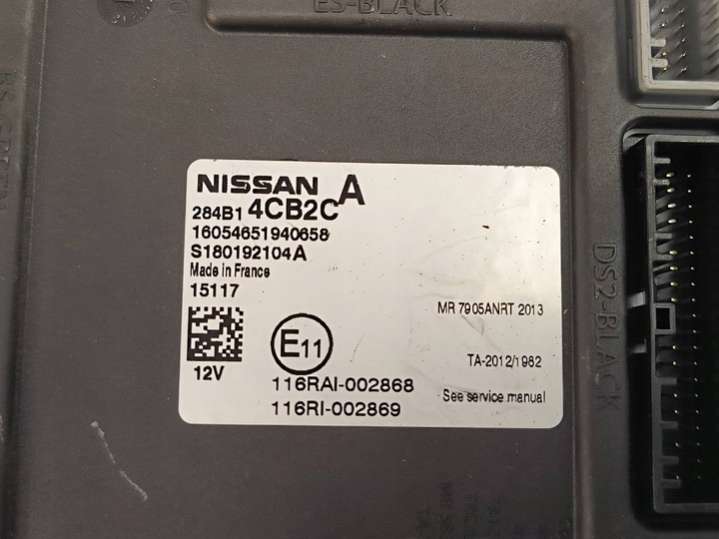 ES-BLACK
NISSAN A
284B1 4CB2C
16054651940658
S180192104A
Made in France
15117
MR 7905ANRT 2013
E11
12V
TA-2012/1982
116RAI-002868
See service manual
116RI-002869
DS2-BLACK